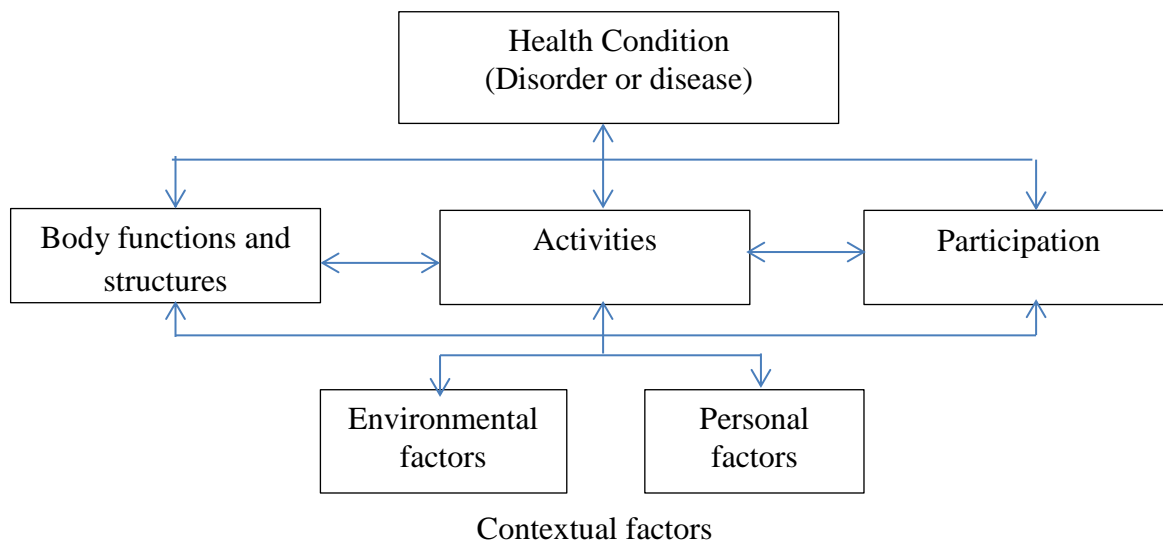 Health Condition
(Disorder or disease)
Body functions and
structures
Activities
Participation
Environmental
factors
Personal
factors
Contextual factors